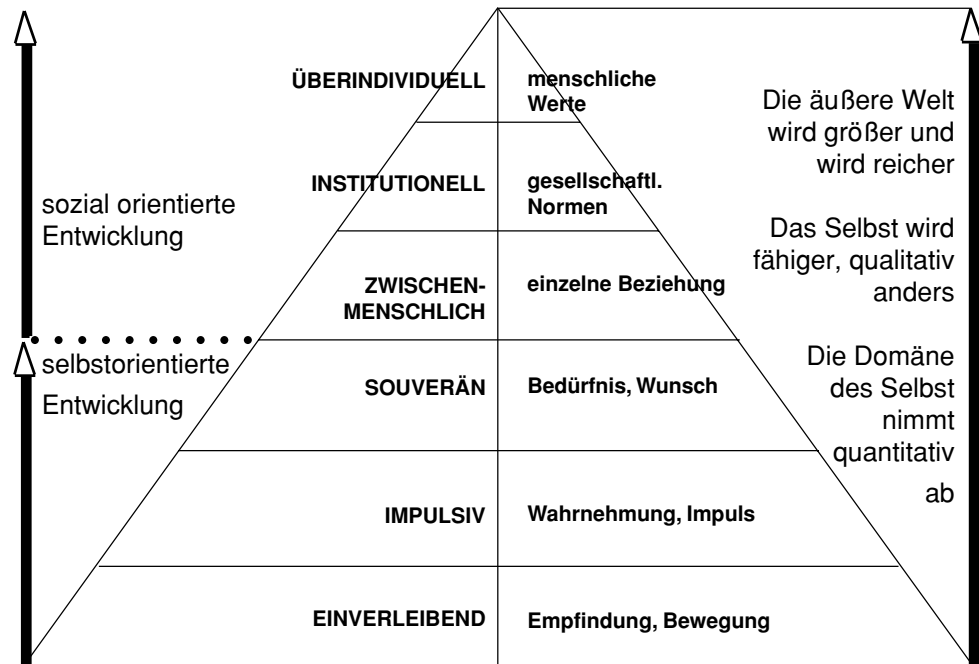 ÜBERINDIVIDUELL
menschliche
Werte
INSTITUTIONELL
gesellschaftl.
Normen
ZWISCHEN-
MENSCHLICH
einzelne Beziehung
SOUVERÄN
Bedürfnis, Wunsch
IMPULSIV
Wahrnehmung, Impuls
EINVERLEIBEND
Empfindung, Bewegung
sozial orientierte
Entwicklung
selbstorientierte
Entwicklung
Die äußere Welt
wird größer und
wird reicher
Das Selbst wird
fähiger, qualitativ
anders
Die Domäne
des Selbst
nimmt
quantitativ
ab